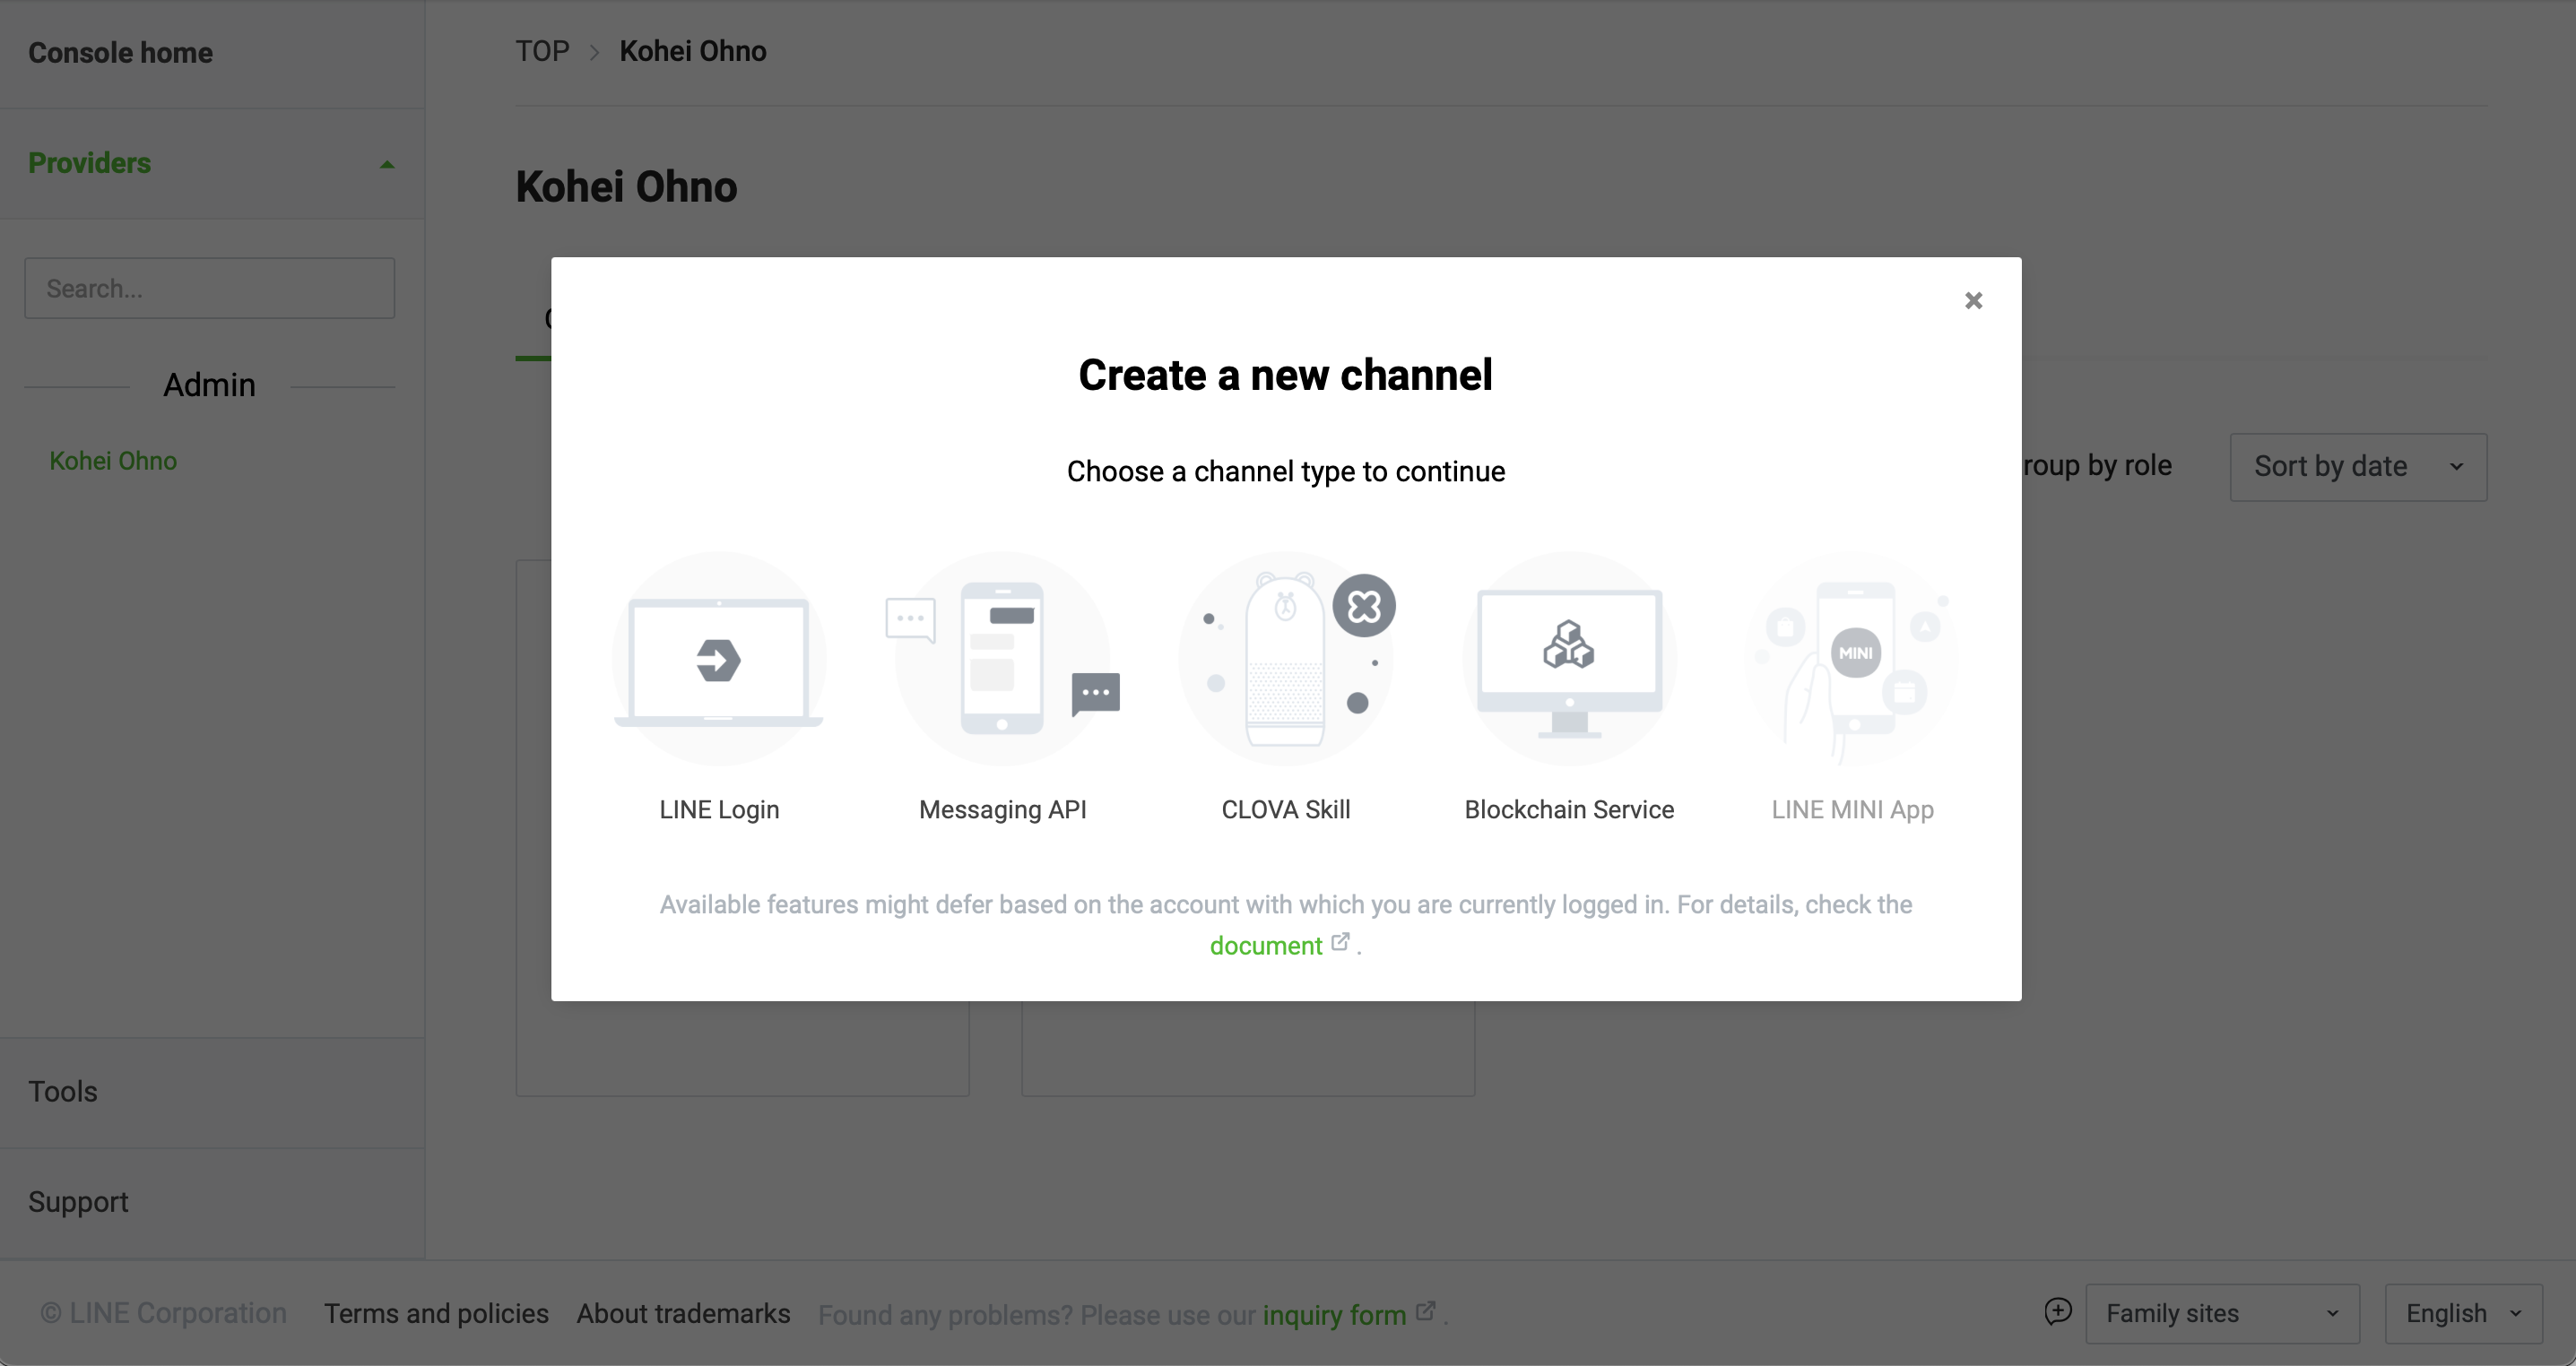 Console home
TOP > Kohei Ohno
Providers
Kohei Ohno
Search...
Admin
Kohei Ohno
Create a new channel
Choose a channel type to continue
roup by role
Sort by date
MINI
LINE Login
Messaging API
CLOVA Skill
Blockchain Service
LINE MINI App
Available features might defer based on the account with which you are currently logged in. For details, check the
document .
Tools
Support
© LINE Corporation
Terms and policies
About trademarks
Found any problems? Please use our inquiry form .
Family sites
English